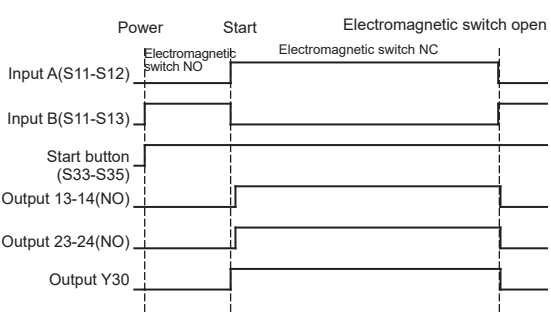 Power
Start
Electromagnetic switch open
Electromagnetic
switch NO
Electromagnetic switch NC
Input A(S11-S12)
Input B(S11-S13)
Start button
(S33-S35)
Output 13-14(NO)
Output 23-24(NO)
Output Y30